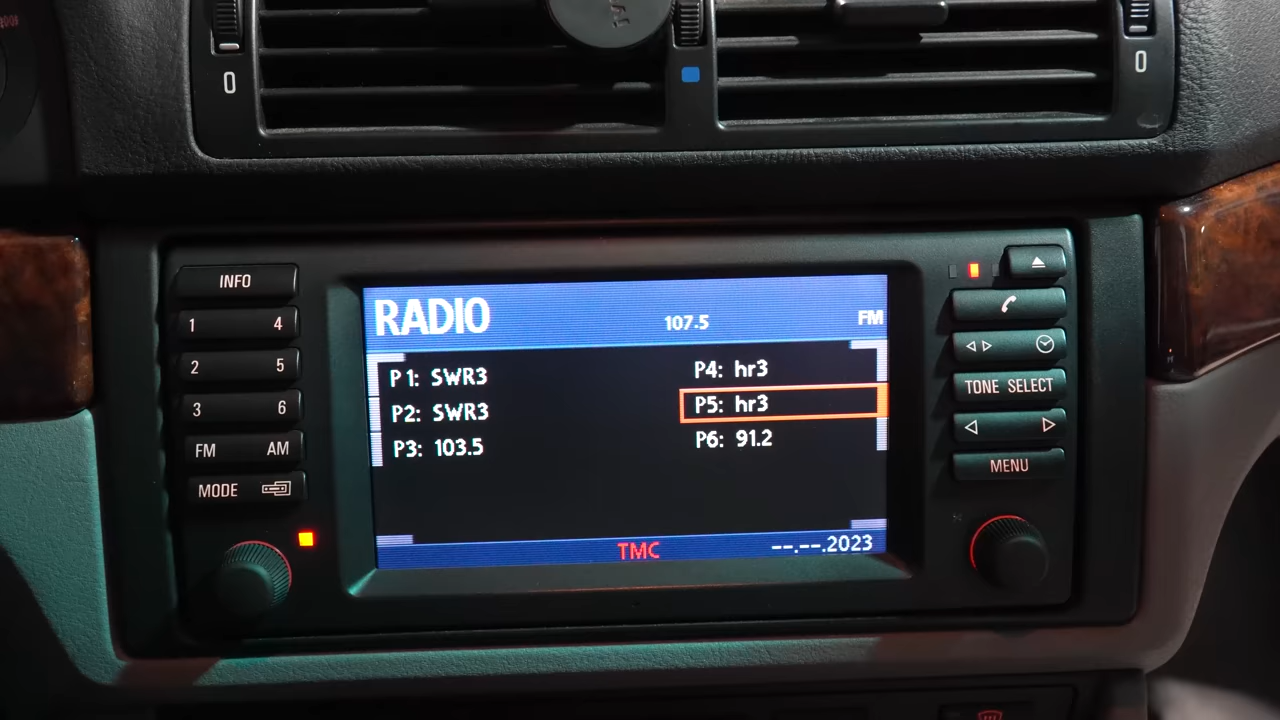 0
0
INFO
1 4
2 5
3 6
FM AM
MODE
RADIO 107.5 FM
P1: SWR3 P4: hr3
P2: SWR3 P5: hr3
P3: 103.5 P6: 91.2
TMC --.--.2023
TONE SELECT
MENU